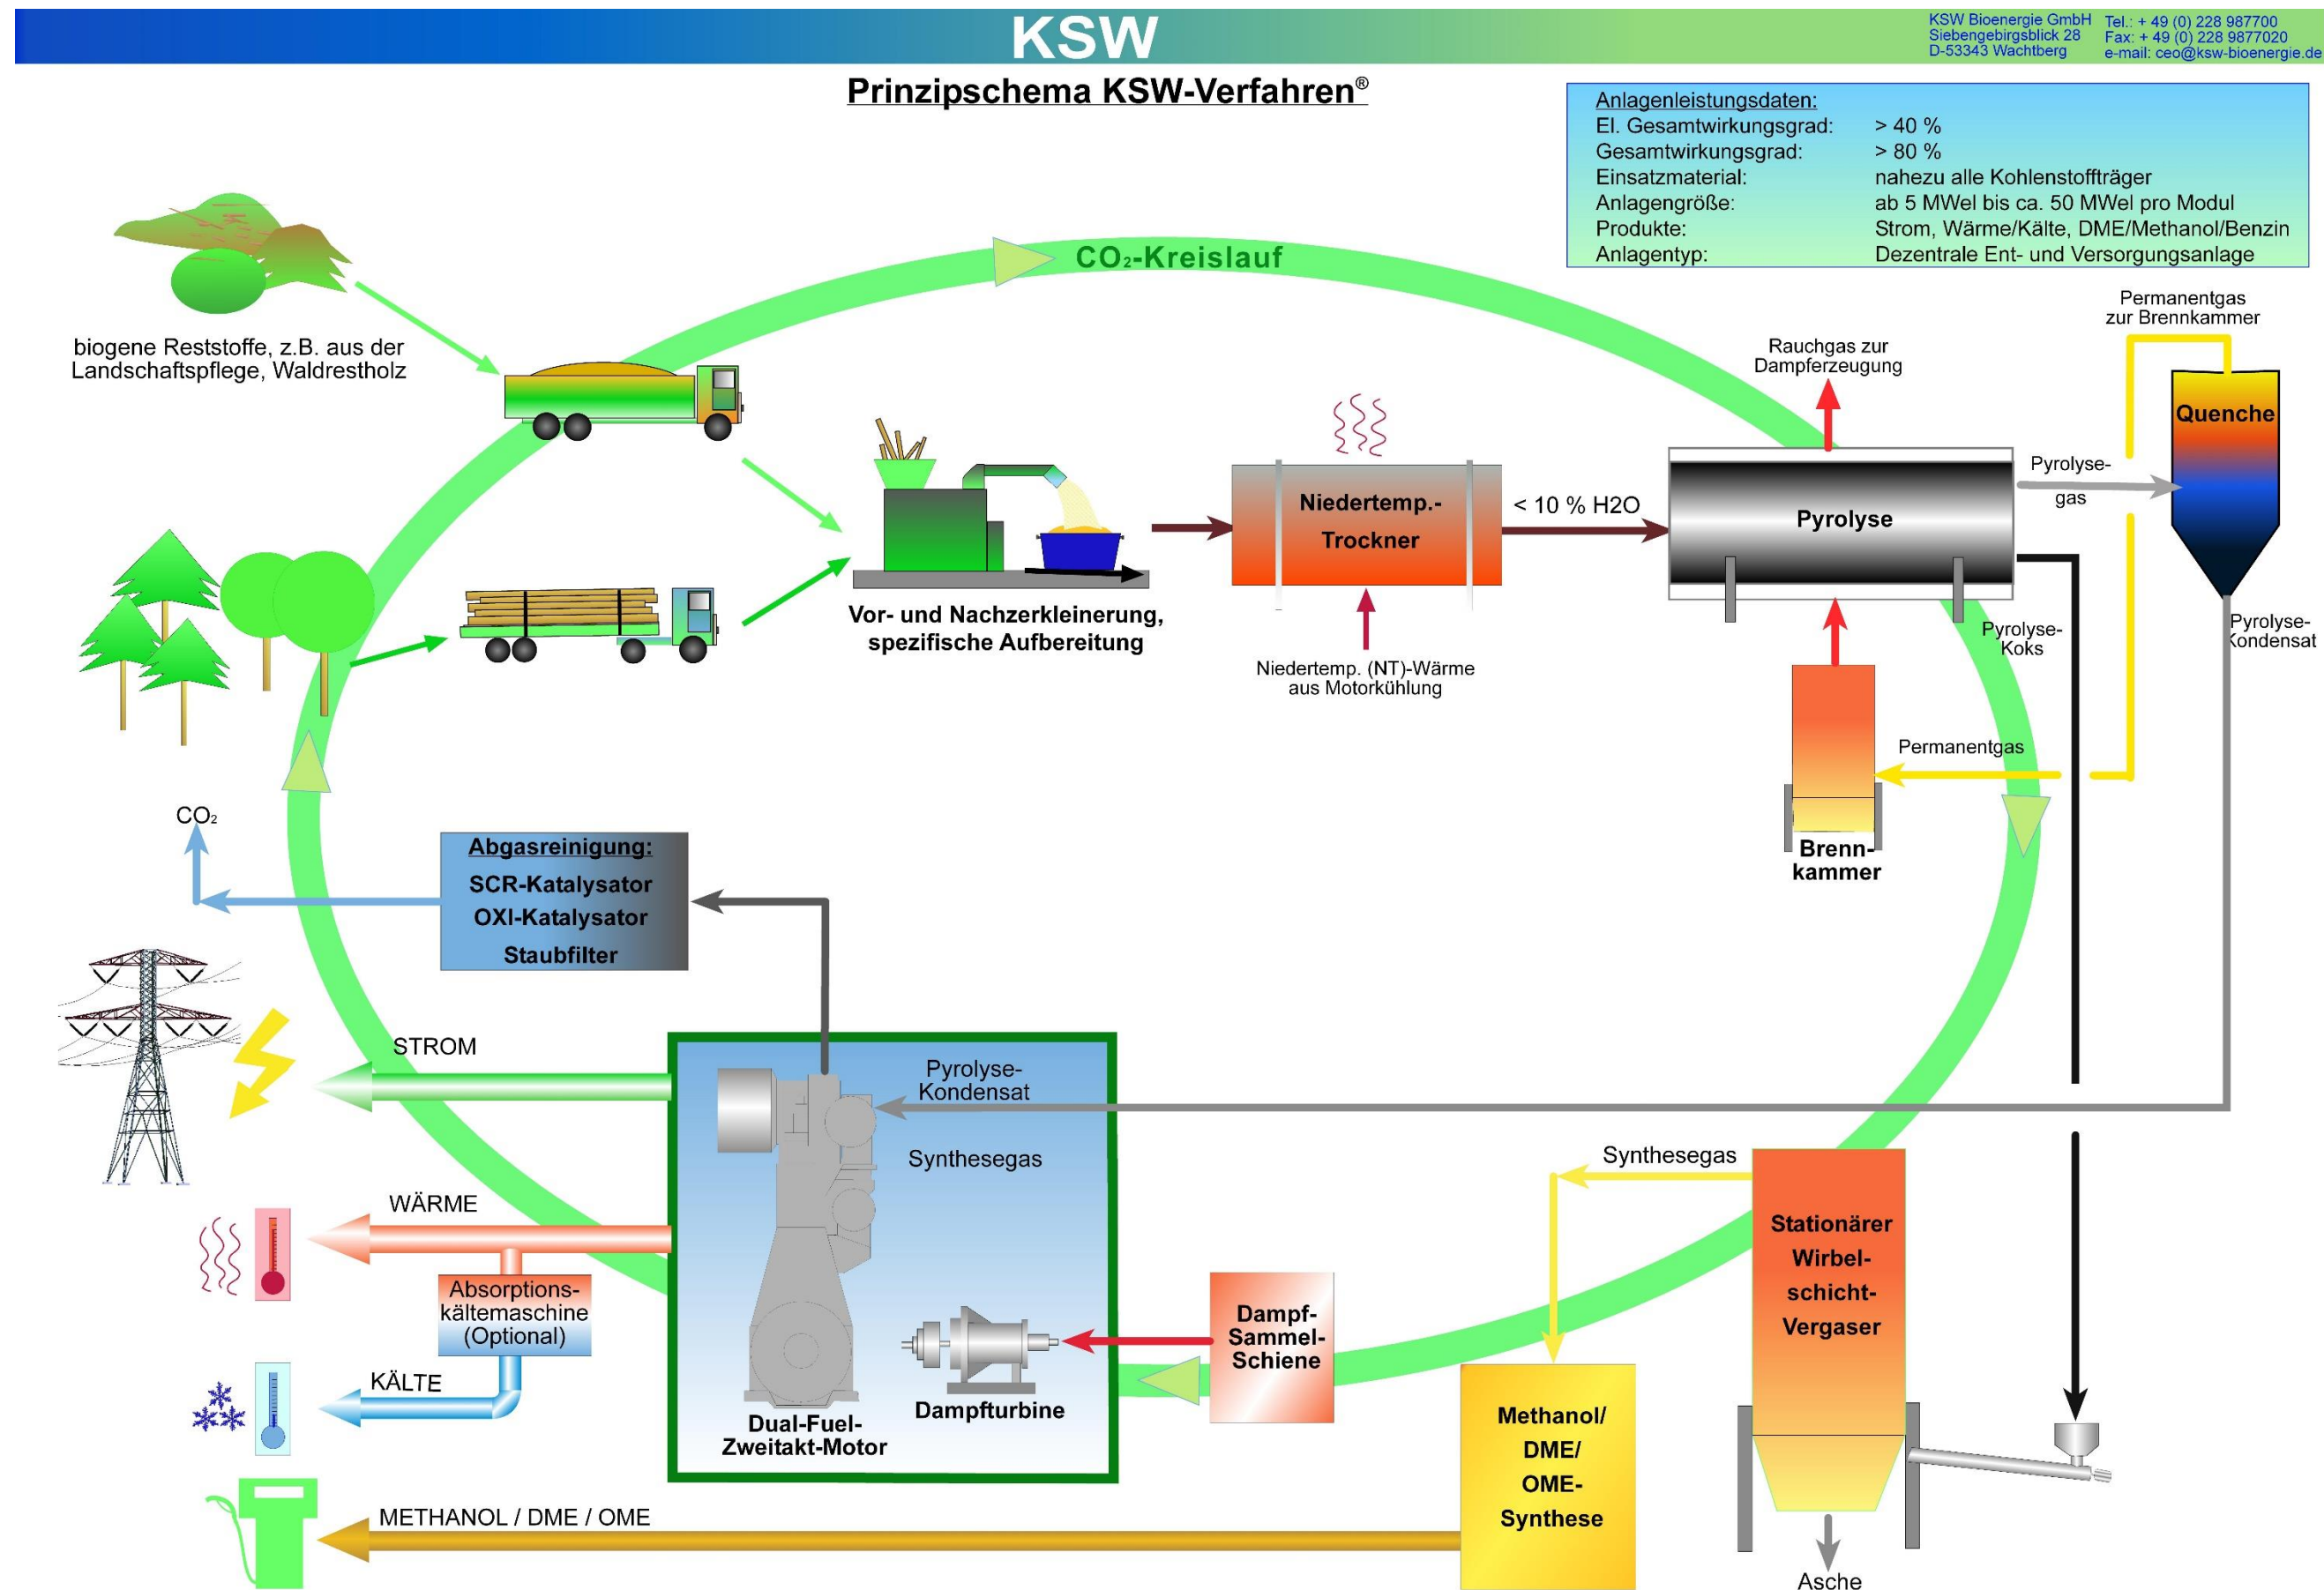 KSW
KSW Bioenergie GmbH
Siebengebirgsblick 28
D-53343 Wachtberg
Tel.: + 49 (0) 228 987700
Fax: + 49 (0) 228 9877020
e-mail: ceo@ksw-bioenergie.de
Prinzipschema KSW-Verfahren®
Anlagenleistungsdaten:
El. Gesamtwirkungsgrad: > 40 %
Gesamtwirkungsgrad: > 80 %
Einsatzmaterial: nahezu alle Kohlenstoffträger
Anlagengröße: ab 5 MWel bis ca. 50 MWel pro Modul
Produkte: Strom, Wärme/Kälte, DME/Methanol/Benzin
Anlagentyp: Dezentrale Ent- und Versorgungsanlage
CO₂-Kreislauf
biogene Reststoffe, z.B. aus der
Landschaftspflege, Waldrestholz
Vor- und Nachzerkleinerung,
spezifische Aufbereitung
Niedertemp.-
Trockner
Niedertemp. (NT)-Wärme
aus Motorkühlung
< 10 % H2O
Rauchgas zur
Dampferzeugung
Pyrolyse
Permanentgas
zur Brennkammer
Pyrolyse-
gas
Quenche
Pyrolyse-
Koks
Pyrolyse-
Kondensat
Permanentgas
Brenn-
kammer
CO₂
Abgasreinigung:
SCR-Katalysator
OXI-Katalysator
Staubfilter
STROM
Pyrolyse-
Kondensat
Synthesegas
WÄRME
Absorptions-
kältemaschine
(Optional)
KÄLTE
Dual-Fuel-
Zweitakt-Motor
Dampfturbine
Dampf-
Sammel-
Schiene
Synthesegas
Stationärer
Wirbel-
schicht-
Vergaser
Methanol/
DME/
OME-
Synthese
METHANOL / DME / OME
Asche